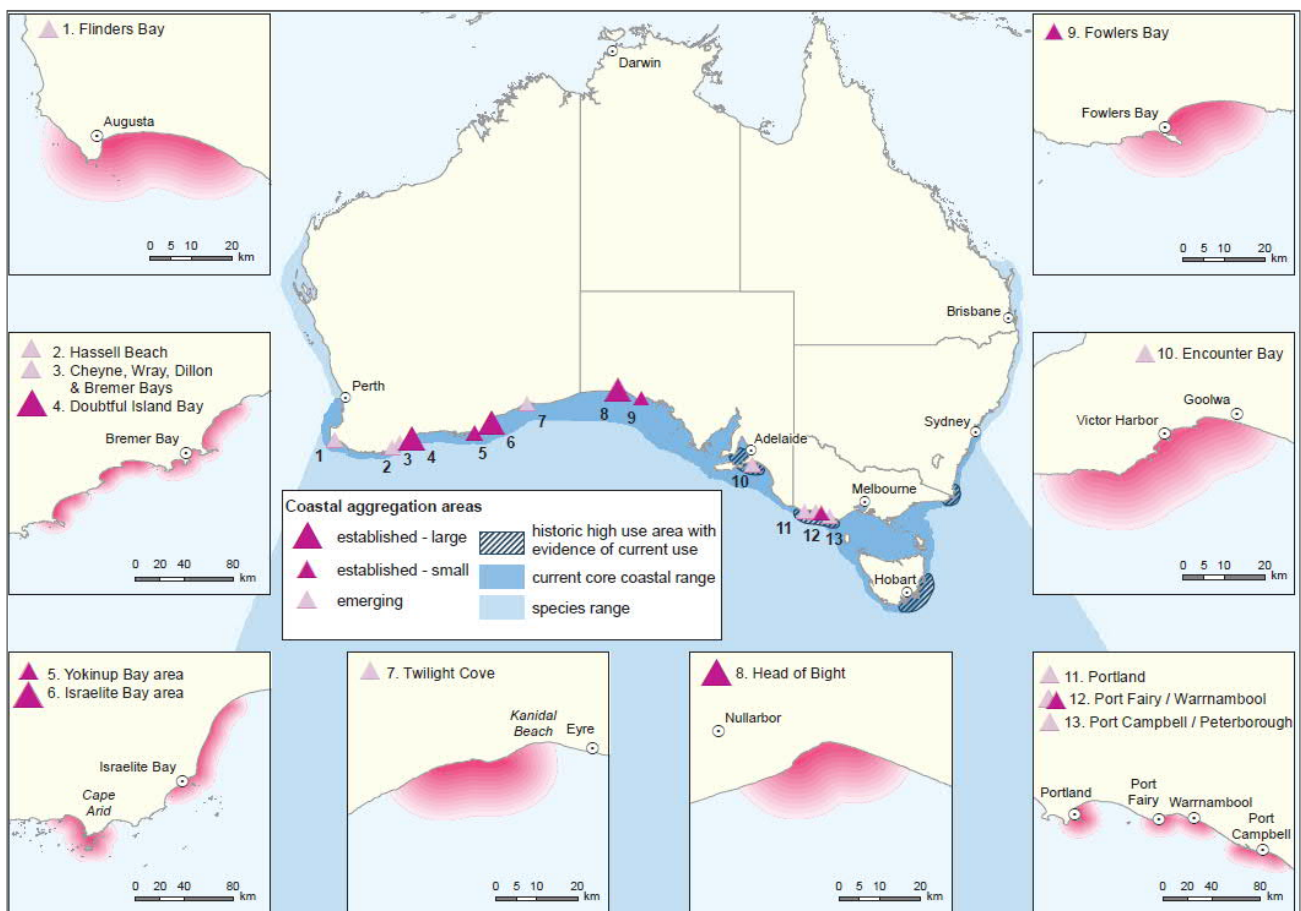 1. Flinders Bay
Augusta
0 5 10 20
km
2. Hassell Beach
3. Cheyne, Wray, Dillon
& Bremer Bays
4. Doubtful Island Bay
Bremer Bay
0 20 40 80
km
5. Yokinup Bay area
6. Israelite Bay area
Israelite Bay
Cape
Arid
0 20 40 80
km
Darwin
Brisbane
Perth
Sydney
Adelaide
Melbourne
Hobart
1
2
3
4
5
6
7
8
9
10
11
12
13
Coastal aggregation areas
established - large
established - small
emerging
historic high use area with
evidence of current use
current core coastal range
species range
7. Twilight Cove
Kanidal
Beach
Eyre
0 5 10 20
km
8. Head of Bight
Nullarbor
0 5 10 20
km
9. Fowlers Bay
Fowlers Bay
0 5 10 20
km
10. Encounter Bay
Goolwa
Victor Harbor
0 5 10 20
km
11. Portland
12. Port Fairy / Warrnambool
13. Port Campbell / Peterborough
Portland
Port
Fairy
Warrnambool
Port
Campbell
0 20 40 80
km